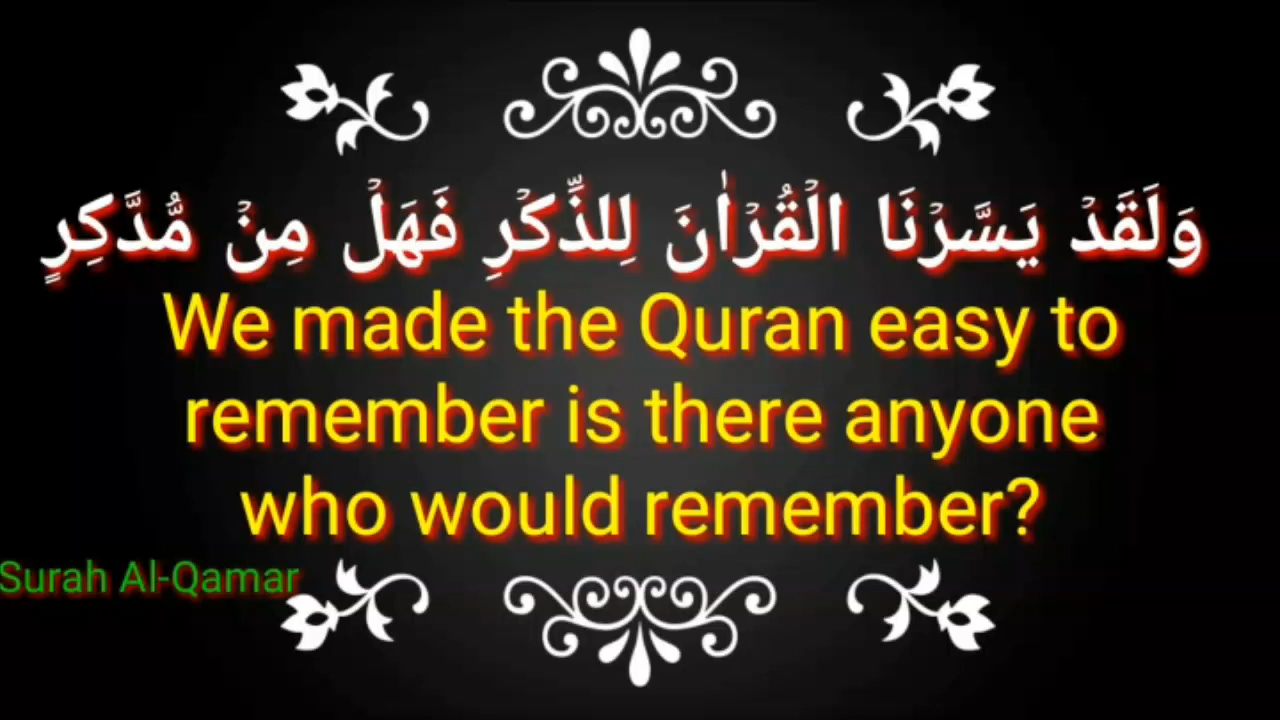 وَلَقَدۡ يَسَّرۡنَا الۡقُرۡاٰنَ لِلذِّكۡرِ فَهَلۡ مِنۡ مُّدَّكِرٍ
We made the Quran easy to
remember is there anyone
who would remember?
Surah Al-Qamar